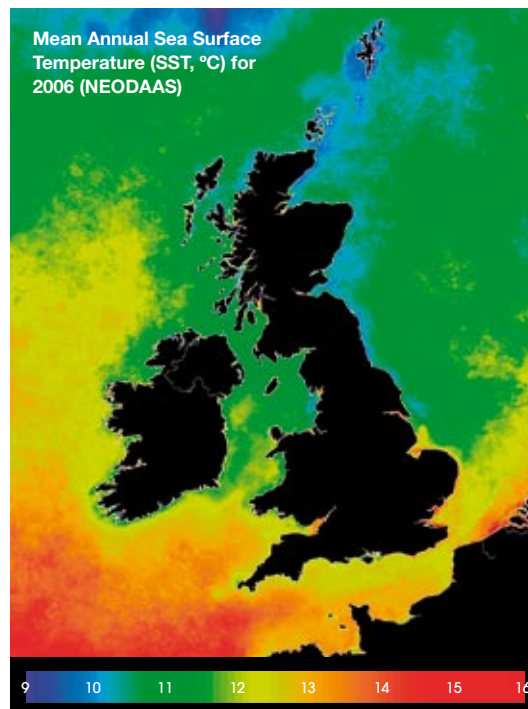 Mean Annual Sea Surface
Temperature (SST, ºC) for
2006 (NEODAAS)
9 10 11 12 13 14 15 16